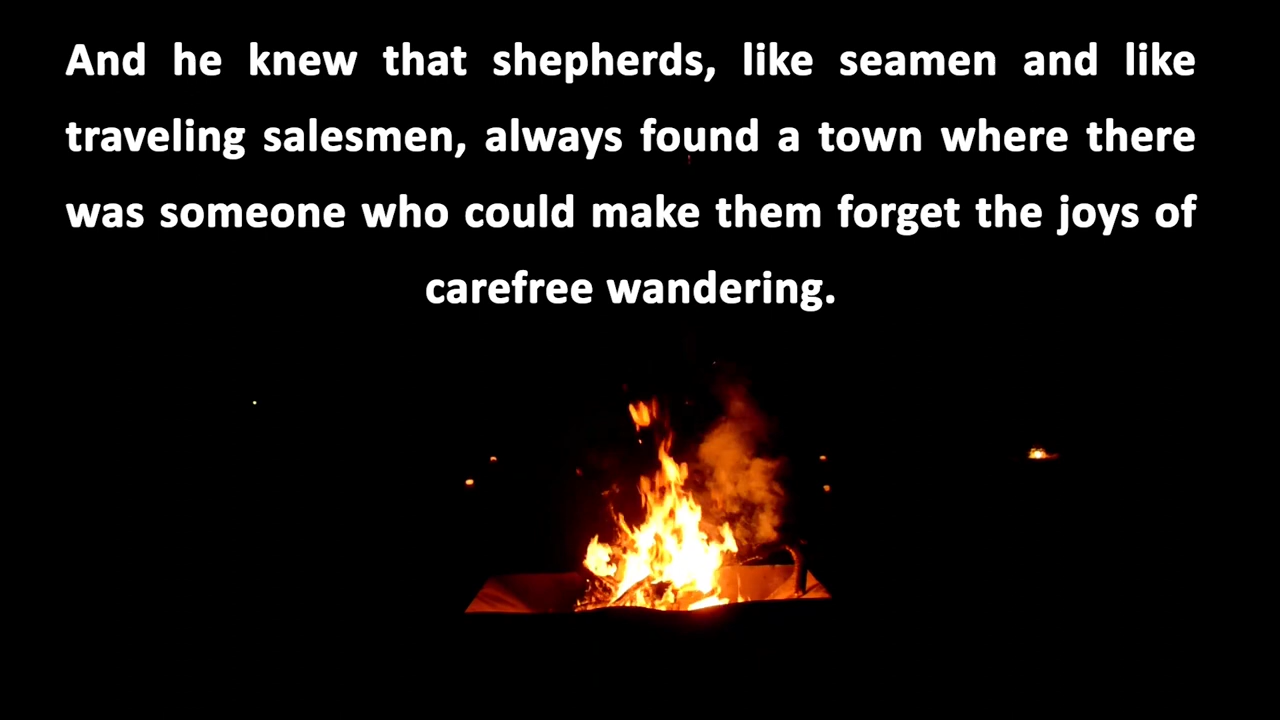 And he knew that shepherds, like seamen and like
traveling salesmen, always found a town where there
was someone who could make them forget the joys of
carefree wandering.